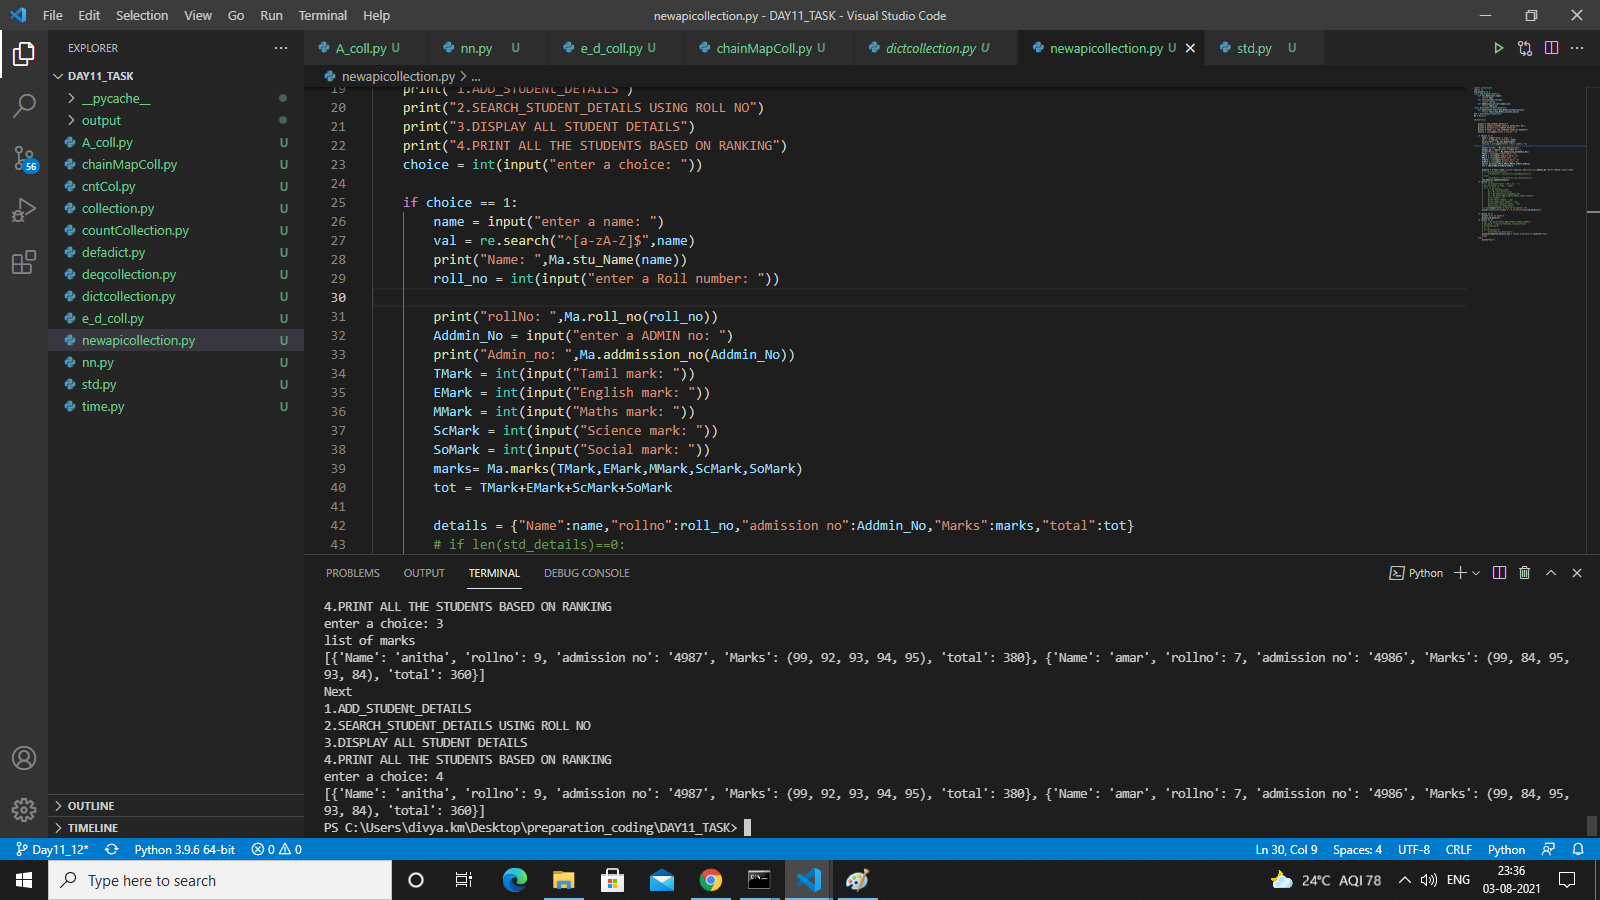 File Edit Selection View Go Run Terminal Help newapicollection.py - DAY11_TASK - Visual Studio Code
EXPLORER
A_coll.py U nn.py U e_d_coll.py U chainMapColl.py U dictcollection.py U newapicollection.py U std.py U
DAY11_TASK
newapicollection.py > ...
__pycache__
output
A_coll.py U
chainMapColl.py U
cntCol.py U
collection.py U
countCollection.py U
defadict.py U
deqcollection.py U
dictcollection.py U
e_d_coll.py U
newapicollection.py U
nn.py U
std.py U
time.py U
OUTLINE
TIMELINE
56
19 print("1.ADD_STUDENt_DETAILS")
20 print("2.SEARCH_STUDENT_DETAILS USING ROLL NO")
21 print("3.DISPLAY ALL STUDENT DETAILS")
22 print("4.PRINT ALL THE STUDENTS BASED ON RANKING")
23 choice = int(input("enter a choice: "))
24
25 if choice == 1:
26 name = input("enter a name: ")
27 val = re.search("^[a-zA-Z]$",name)
28 print("Name: ",Ma.stu_Name(name))
29 roll_no = int(input("enter a Roll number: "))
30
31 print("rollNo: ",Ma.roll_no(roll_no))
32 Addmin_No = input("enter a ADMIN no: ")
33 print("Admin_no: ",Ma.addmission_no(Addmin_No))
34 TMark = int(input("Tamil mark: "))
35 EMark = int(input("English mark: "))
36 MMark = int(input("Maths mark: "))
37 ScMark = int(input("Science mark: "))
38 SoMark = int(input("Social mark: "))
39 marks= Ma.marks(TMark,EMark,MMark,ScMark,SoMark)
40 tot = TMark+EMark+ScMark+SoMark
41
42 details = {"Name":name,"rollno":roll_no,"admission no":Addmin_No,"Marks":marks,"total":tot}
43 # if len(std_details)==0:
PROBLEMS OUTPUT TERMINAL DEBUG CONSOLE Python
4.PRINT ALL THE STUDENTS BASED ON RANKING
enter a choice: 3
list of marks
[{'Name': 'anitha', 'rollno': 9, 'admission no': '4987', 'Marks': (99, 92, 93, 94, 95), 'total': 380}, {'Name': 'amar', 'rollno': 7, 'admission no': '4986', 'Marks': (99, 84, 95,
93, 84), 'total': 360}]
Next
1.ADD_STUDENt_DETAILS
2.SEARCH_STUDENT_DETAILS USING ROLL NO
3.DISPLAY ALL STUDENT DETAILS
4.PRINT ALL THE STUDENTS BASED ON RANKING
enter a choice: 4
[{'Name': 'anitha', 'rollno': 9, 'admission no': '4987', 'Marks': (99, 92, 93, 94, 95), 'total': 380}, {'Name': 'amar', 'rollno': 7, 'admission no': '4986', 'Marks': (99, 84, 95,
93, 84), 'total': 360}]
PS C:\Users\divya.km\Desktop\preparation_coding\DAY11_TASK>
Day11_12* Python 3.9.6 64-bit 0 0 Ln 30, Col 9 Spaces: 4 UTF-8 CRLF Python
Type here to search 24°C AQI 78 ENG 23:36
03-08-2021